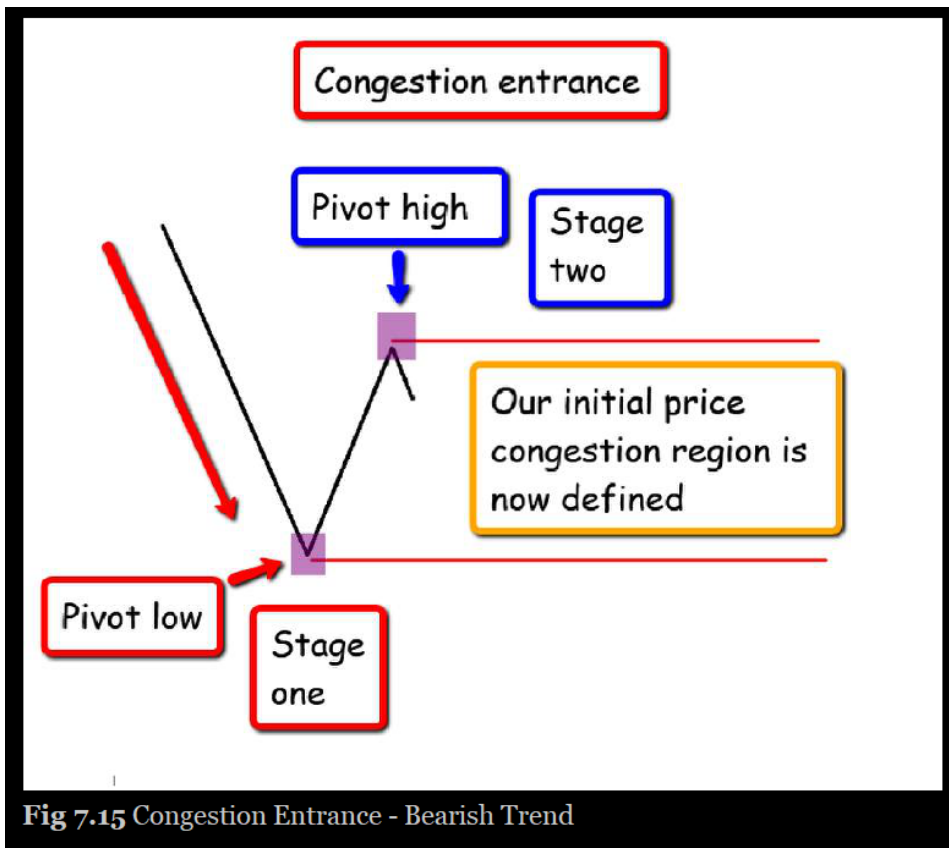 Congestion entrance
Pivot high
Stage
two
Our initial price
congestion region is
now defined
Pivot low
Stage
one
Fig 7.15 Congestion Entrance - Bearish Trend